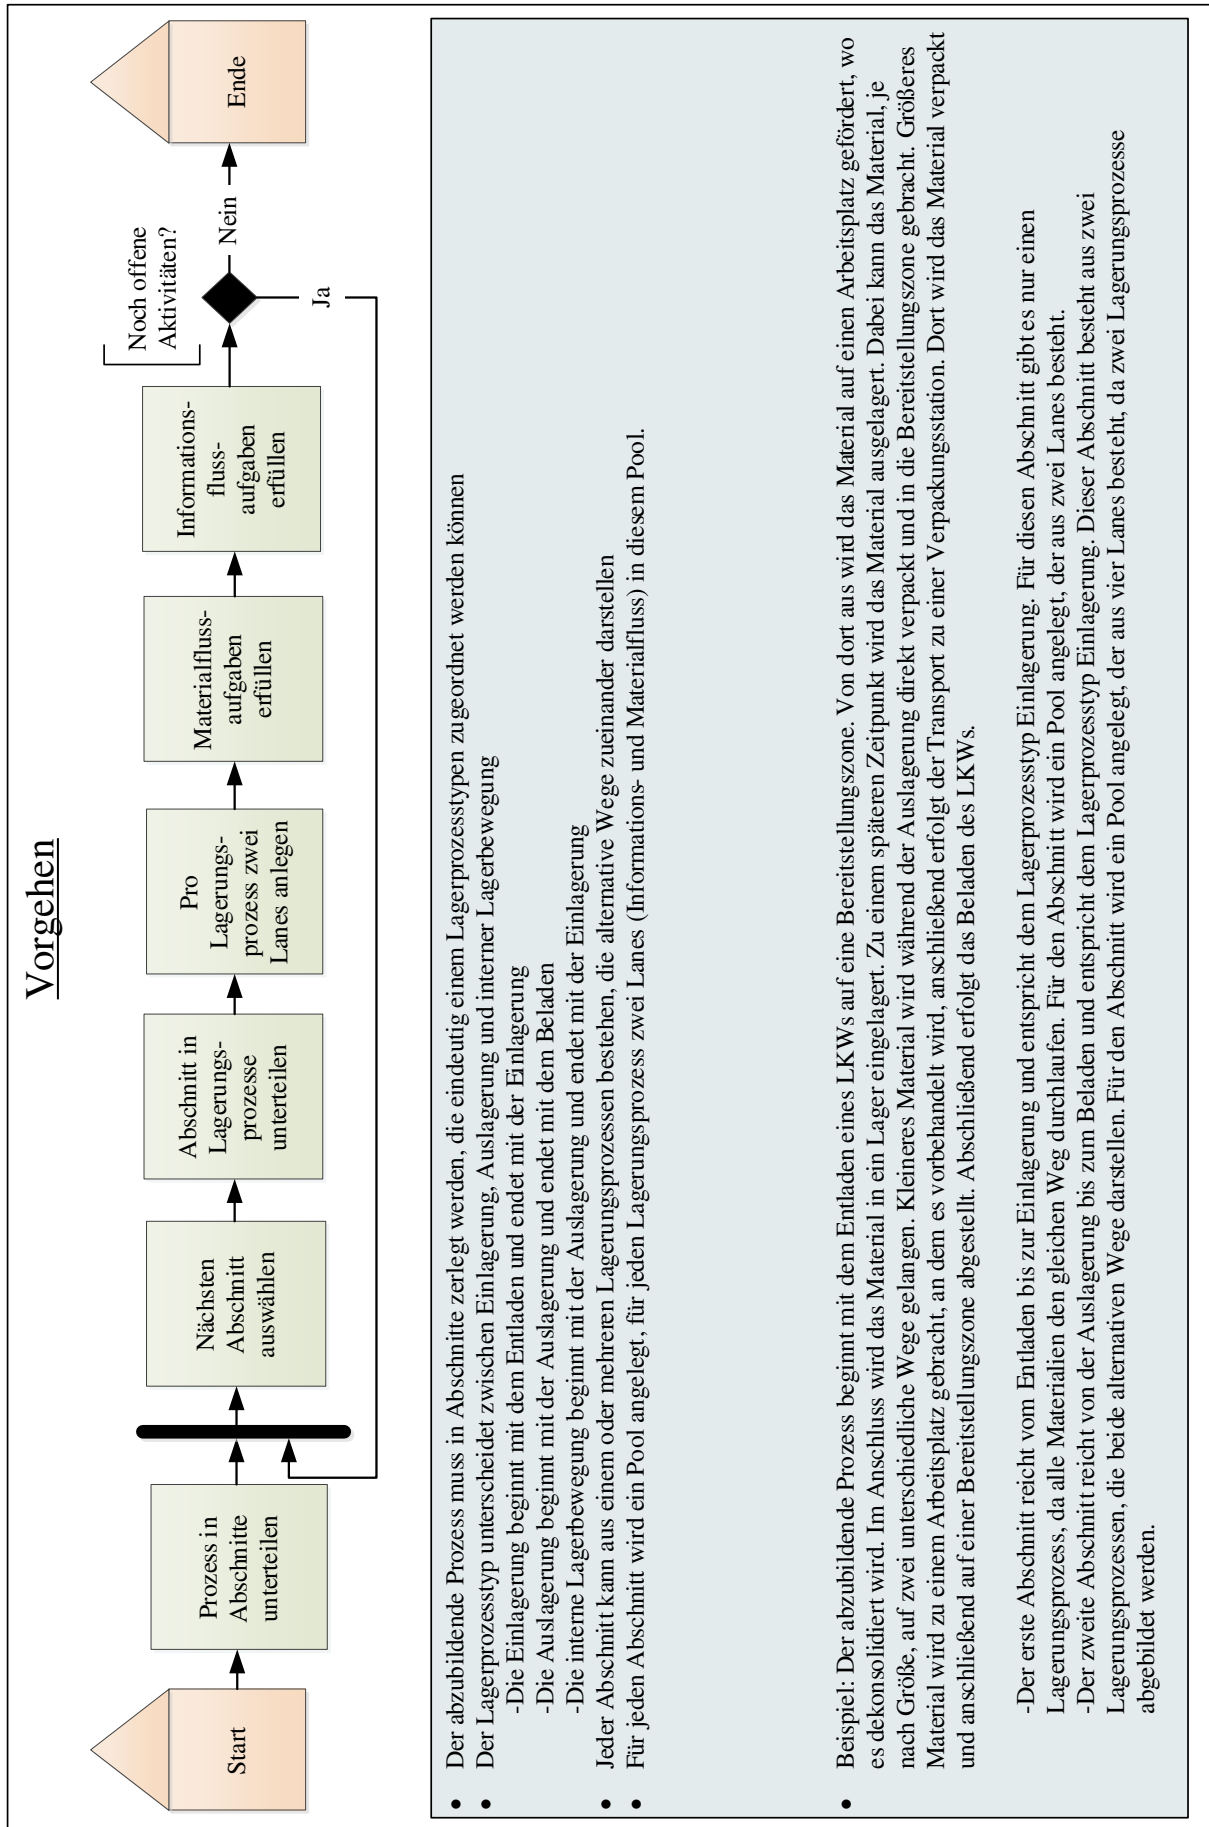 Vorgehen
Start
Prozess in
Abschnitte
unterteilen
Nächsten
Abschnitt
auswählen
Abschnitt in
Lagerungs-
prozesse
unterteilen
Pro
Lagerungs-
prozess zwei
Lanes anlegen
Materialfluss-
aufgaben
erfüllen
Informations-
fluss-
aufgaben
erfüllen
Noch offene
Aktivitäten?
Ja
Nein
Ende
• Der abzubildende Prozess muss in Abschnitte zerlegt werden, die eindeutig einem Lagerprozesstypen zugeordnet werden können
• Der Lagerprozesstyp unterscheidet zwischen Einlagerung, Auslagerung und interner Lagerbewegung
-Die Einlagerung beginnt mit dem Entladen und endet mit der Einlagerung
-Die Auslagerung beginnt mit der Auslagerung und endet mit dem Beladen
-Die interne Lagerbewegung beginnt mit der Auslagerung und endet mit der Einlagerung
• Jeder Abschnitt kann aus einem oder mehreren Lagerungsprozessen bestehen, die alternative Wege zueinander darstellen
• Für jeden Abschnitt wird ein Pool angelegt, für jeden Lagerungsprozess zwei Lanes (Informations- und Materialfluss) in diesem Pool.
• Beispiel: Der abzubildende Prozess beginnt mit dem Entladen eines LKWs auf eine Bereitstellungszone. Von dort aus wird das Material auf einen Arbeitsplatz gefördert, wo
es dekonsolidiert wird. Im Anschluss wird das Material in ein Lager eingelagert. Zu einem späteren Zeitpunkt wird das Material ausgelagert. Dabei kann das Material, je
nach Größe, auf zwei unterschiedliche Wege gelangen. Kleineres Material wird während der Auslagerung direkt verpackt und in die Bereitstellungszone gebracht. Größeres
Material wird zu einem Arbeitsplatz gebracht, an dem es vorbehandelt wird, anschließend erfolgt der Transport zu einer Verpackungsstation. Dort wird das Material verpackt
und anschließend auf einer Bereitstellungszone abgestellt. Abschließend erfolgt das Beladen des LKWs.
-Der erste Abschnitt reicht vom Entladen bis zur Einlagerung und entspricht dem Lagerprozesstyp Einlagerung. Für diesen Abschnitt gibt es nur einen
Lagerungsprozess, da alle Materialien den gleichen Weg durchlaufen. Für den Abschnitt wird ein Pool angelegt, der aus zwei Lanes besteht.
-Der zweite Abschnitt reicht von der Auslagerung bis zum Beladen und entspricht dem Lagerprozesstyp Einlagerung. Dieser Abschnitt besteht aus zwei
Lagerungsprozessen, die beide alternativen Wege darstellen. Für den Abschnitt wird ein Pool angelegt, der aus vier Lanes besteht, da zwei Lagerungsprozesse
abgebildet werden.